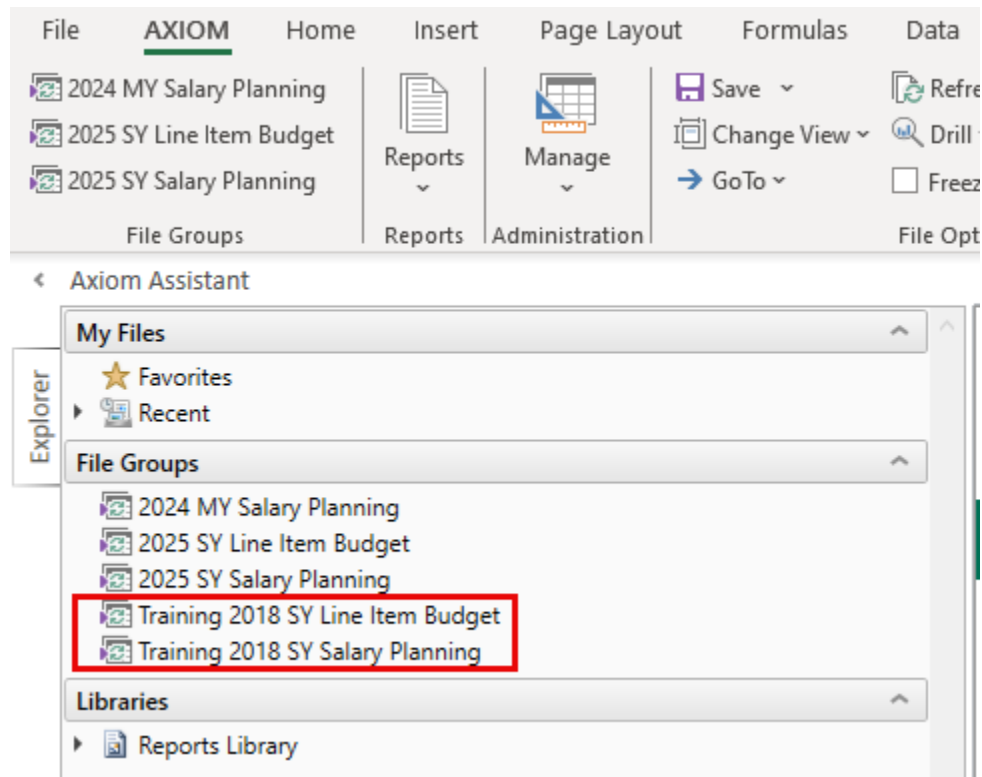 File AXIOM Home Insert Page Layout Formulas Data
2024 MY Salary Planning
2025 SY Line Item Budget
2025 SY Salary Planning
File Groups
Reports
Reports
Manage
Administration
Save
Change View
GoTo
Refre
Drill
Freez
File Opt
Axiom Assistant
Explorer
My Files
Favorites
Recent
File Groups
2024 MY Salary Planning
2025 SY Line Item Budget
2025 SY Salary Planning
Training 2018 SY Line Item Budget
Training 2018 SY Salary Planning
Libraries
Reports Library